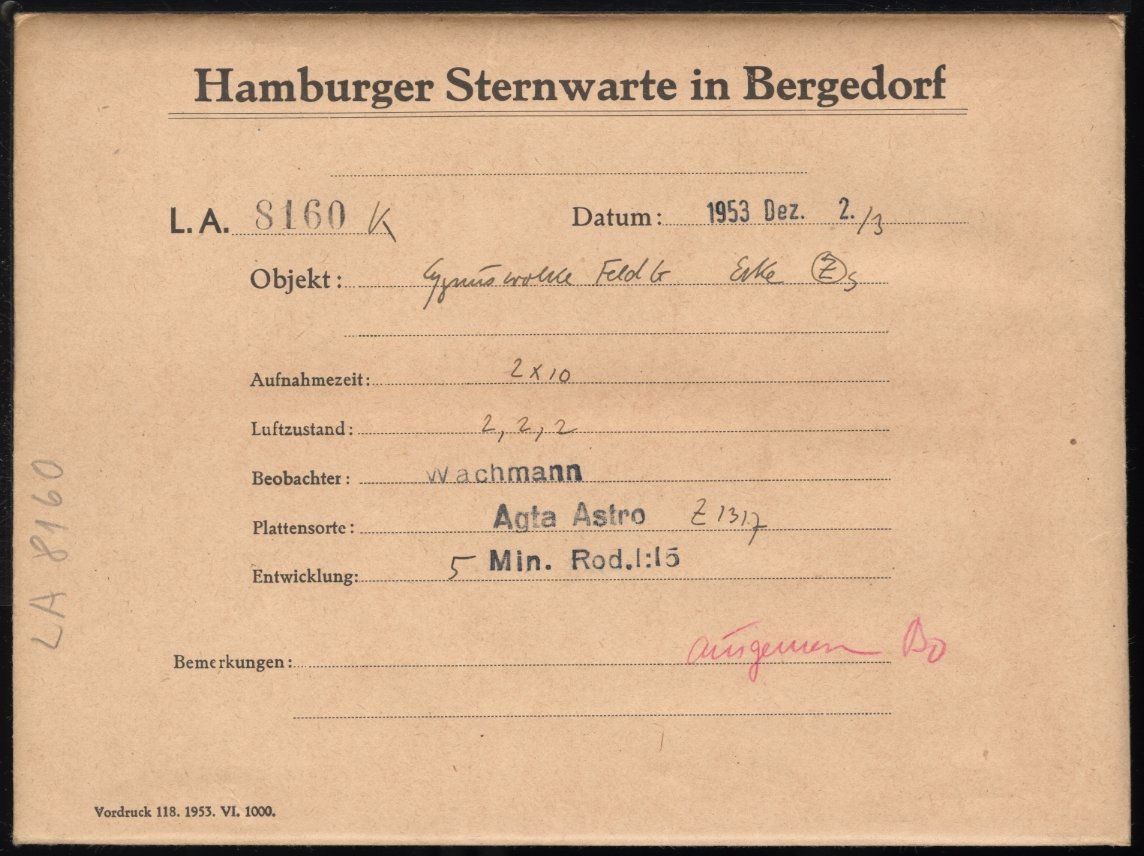 Hamburger Sternwarte in Bergedorf
L.A. 8160 K
Datum: 1953 Dez. 2./3
Objekt: Cygnuswolke Feld b Ecke Z s
Aufnahmezeit: 2 x 10
Luftzustand: 2, 2, 2
Beobachter: Wachmann
Plattensorte: Agfa Astro Z 1317
Entwicklung: 5 Min. Rod. 1:15
Bemerkungen: ausgemessen
LA 8160
Vordruck 118. 1953. VI. 1000.